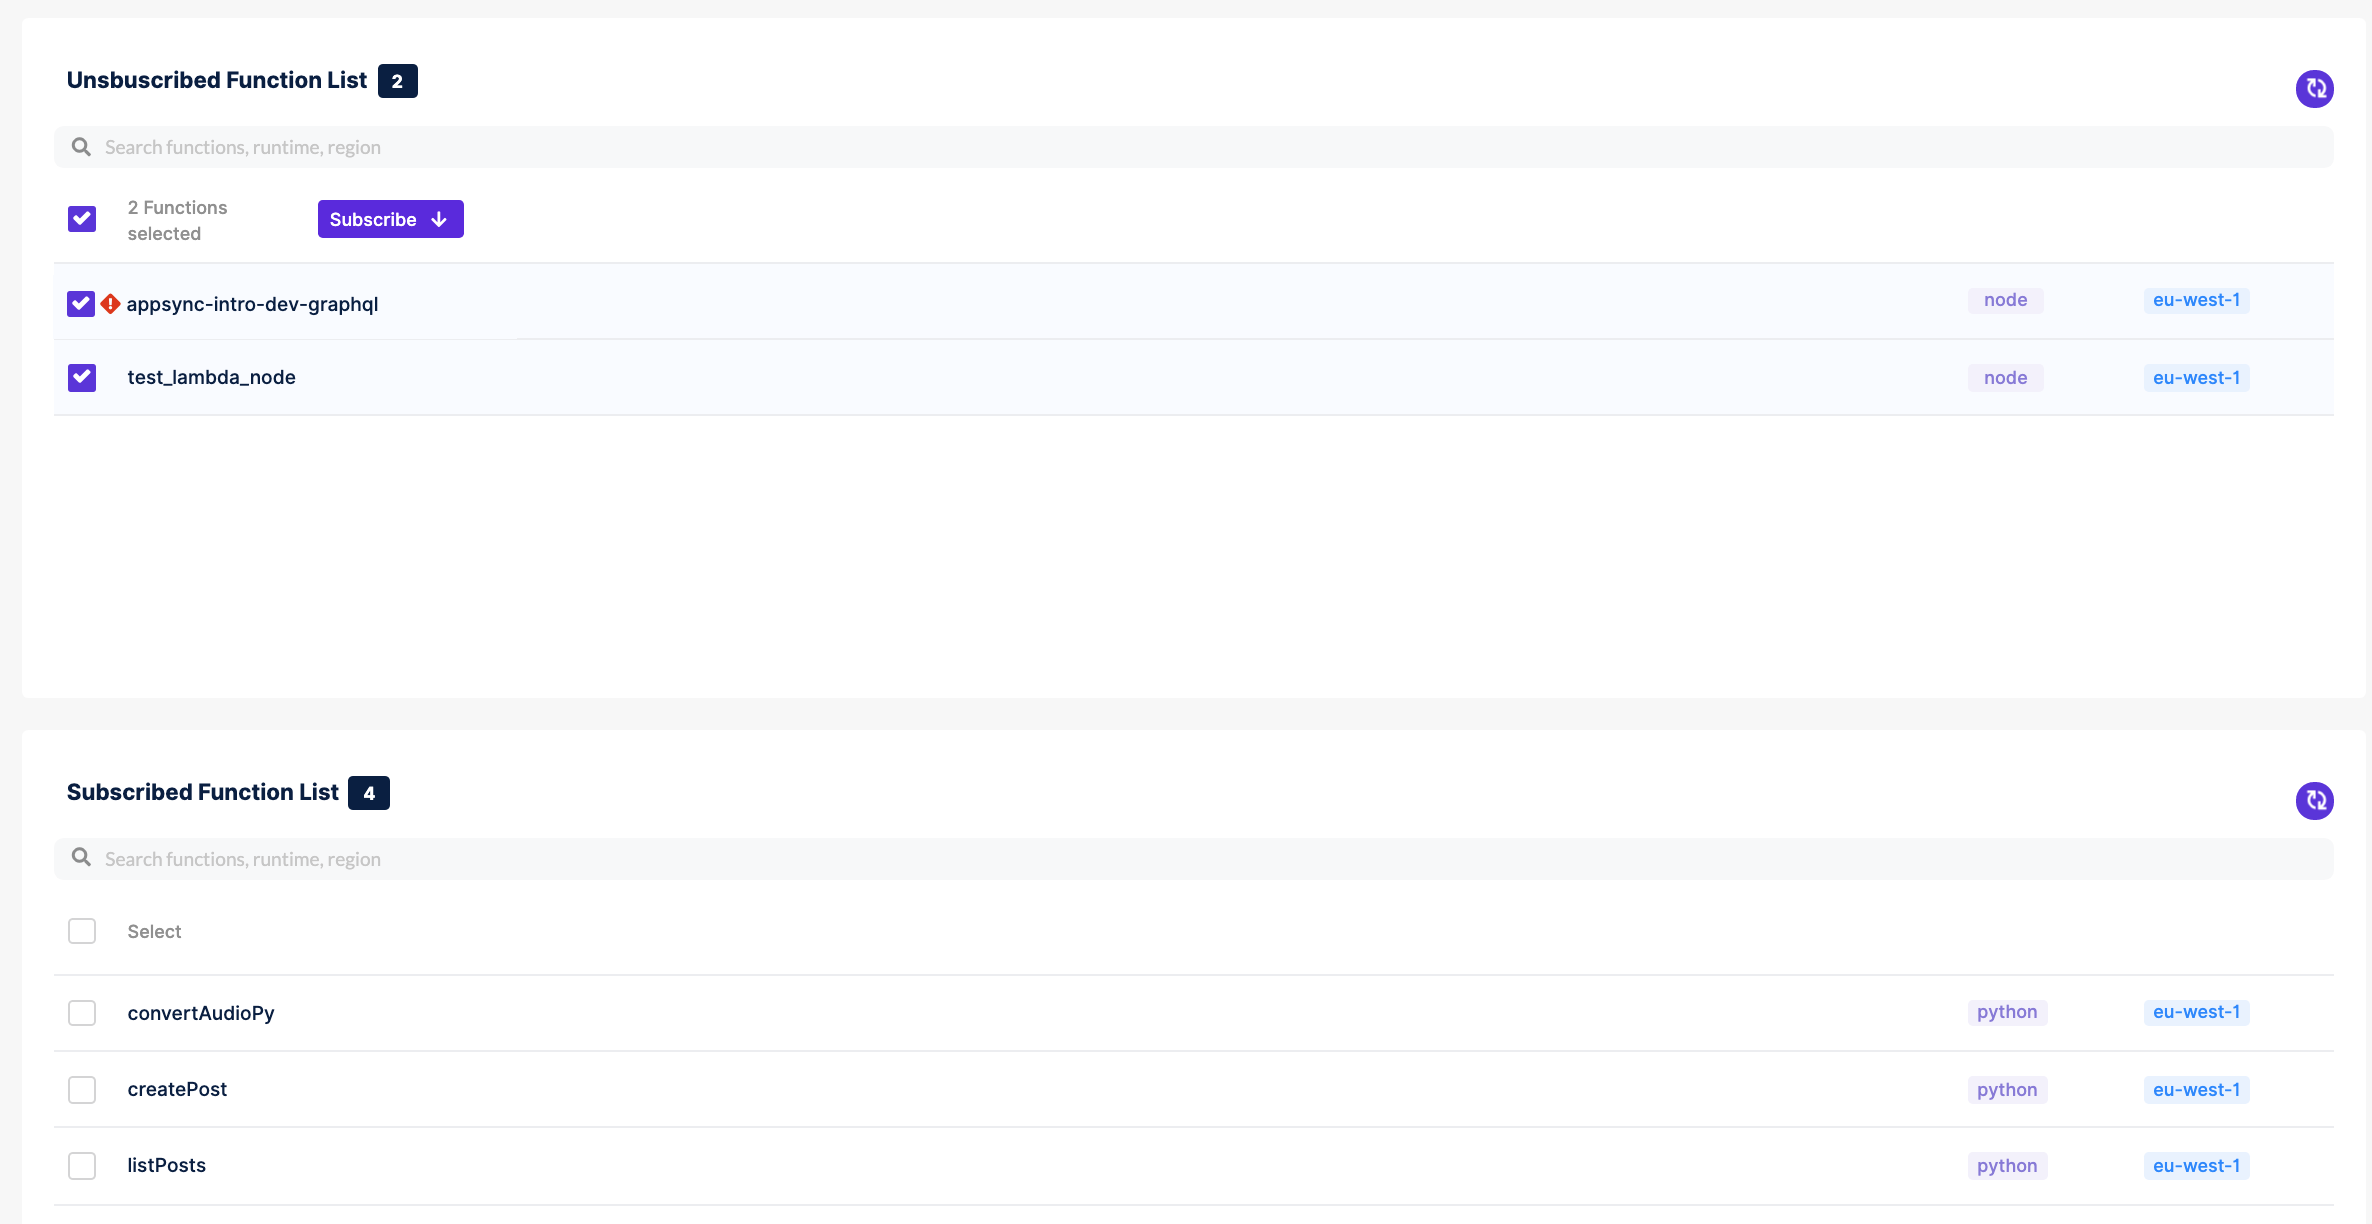 Unsbuscribed Function List 2
Search functions, runtime, region
2 Functions
selected
Subscribe
appsync-intro-dev-graphql node eu-west-1
test_lambda_node node eu-west-1
Subscribed Function List 4
Search functions, runtime, region
Select
convertAudioPy python eu-west-1
createPost python eu-west-1
listPosts python eu-west-1